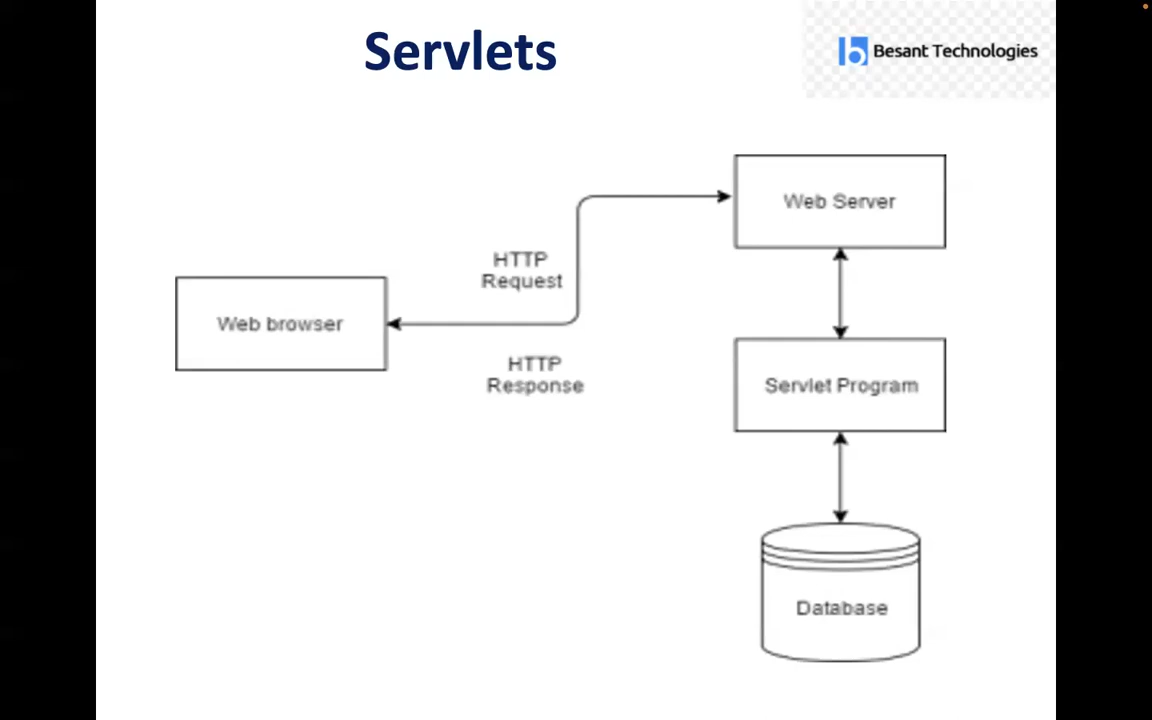 Servlets
Besant Technologies
Web Server
HTTP
Request
Web browser
HTTP
Response
Servlet Program
Database